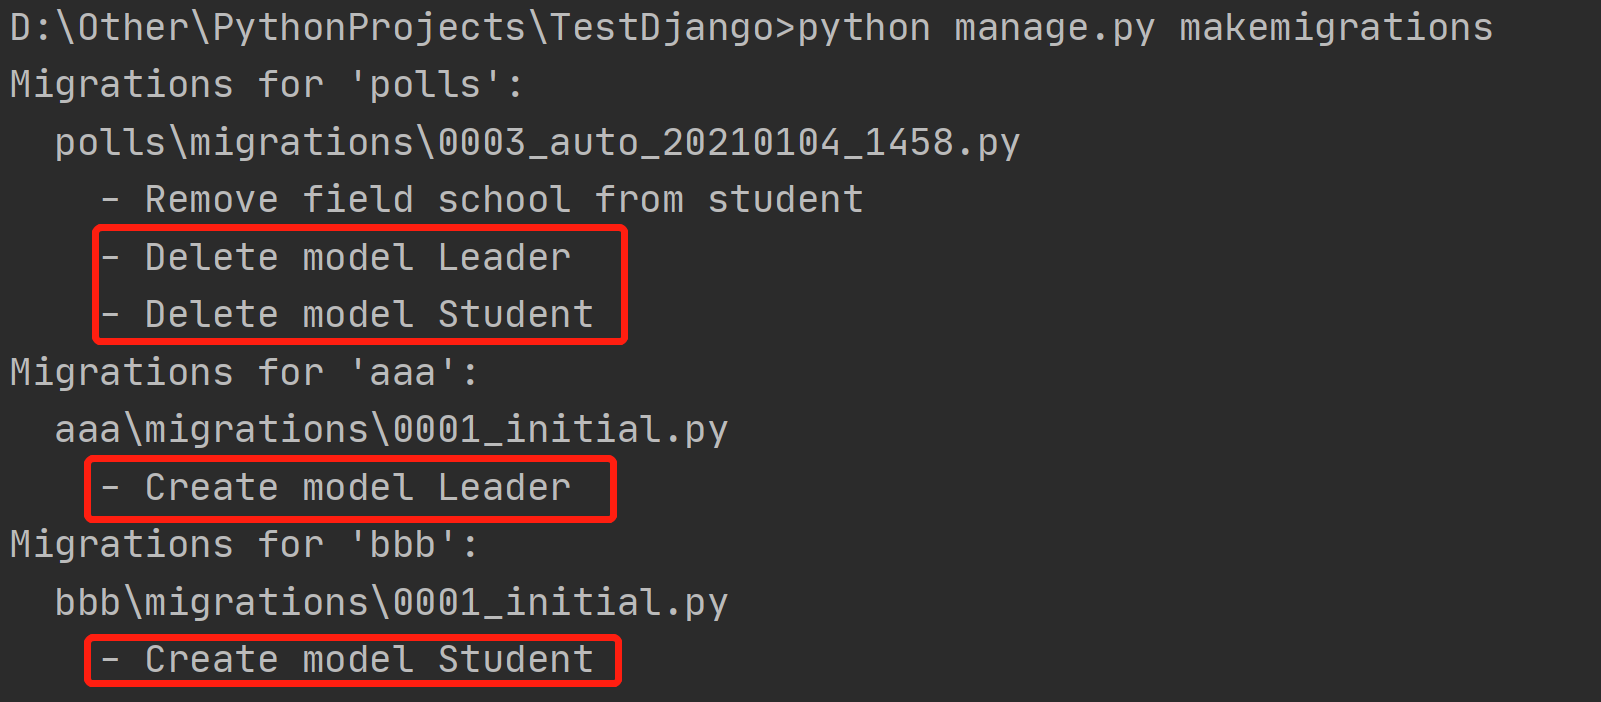 D:\Other\PythonProjects\TestDjango>python manage.py makemigrations
Migrations for 'polls':
  polls\migrations\0003_auto_20210104_1458.py
    - Remove field school from student
    - Delete model Leader
    - Delete model Student
Migrations for 'aaa':
  aaa\migrations\0001_initial.py
    - Create model Leader
Migrations for 'bbb':
  bbb\migrations\0001_initial.py
    - Create model Student